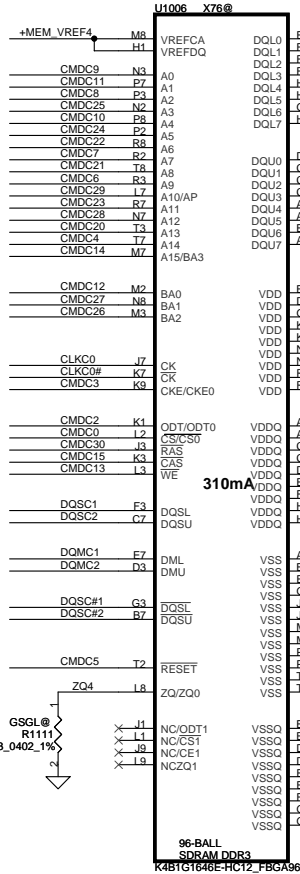 U1006 X76@
+MEM_VREF4 M8 VREFCA DQL0
H1 VREFDQ DQL1
DQL2
CMDC9 N3 A0 DQL3
CMDC11 P7 A1 DQL4
CMDC8 P3 A2 DQL5
CMDC25 N2 A3 DQL6
CMDC10 P8 A4 DQL7
CMDC24 P2 A5
CMDC22 R8 A6
CMDC7 R2 A7 DQU0
CMDC21 T8 A8 DQU1
CMDC6 R3 A9 DQU2
CMDC29 L7 A10/AP DQU3
CMDC23 R7 A11 DQU4
CMDC28 N7 A12 DQU5
CMDC20 T3 A13 DQU6
CMDC4 T7 A14 DQU7
CMDC14 M7 A15/BA3
CMDC12 M2 BA0 VDD
CMDC27 N8 BA1 VDD
CMDC26 M3 BA2 VDD
VDD
VDD
VDD
CLKC0 J7 CK VDD
CLKC0# K7 CK VDD
CMDC3 K9 CKE/CKE0 VDD
CMDC2 K1 ODT/ODT0 VDDQ
CMDC0 L2 CS/CS0 VDDQ
CMDC30 J3 RAS VDDQ
CMDC15 K3 CAS VDDQ
CMDC13 L3 WE VDDQ
310mA VDDQ
VDDQ
DQSC1 F3 DQSL VDDQ
DQSC2 C7 DQSU VDDQ
DQMC1 E7 DML VSS
DQMC2 D3 DMU VSS
VSS
VSS
DQSC#1 G3 DQSL VSS
DQSC#2 B7 DQSU VSS
VSS
VSS
VSS
CMDC5 T2 RESET VSS
VSS
ZQ4 L8 ZQ/ZQ0 VSS
1
GSGL@
R1111
_0402_1%
2
J1 NC/ODT1 VSSQ
L1 NC/CS1 VSSQ
J9 NC/CE1 VSSQ
L9 NCZQ1 VSSQ
VSSQ
VSSQ
VSSQ
VSSQ
VSSQ
96-BALL
SDRAM DDR3
K4B1G1646E-HC12_FBGA96